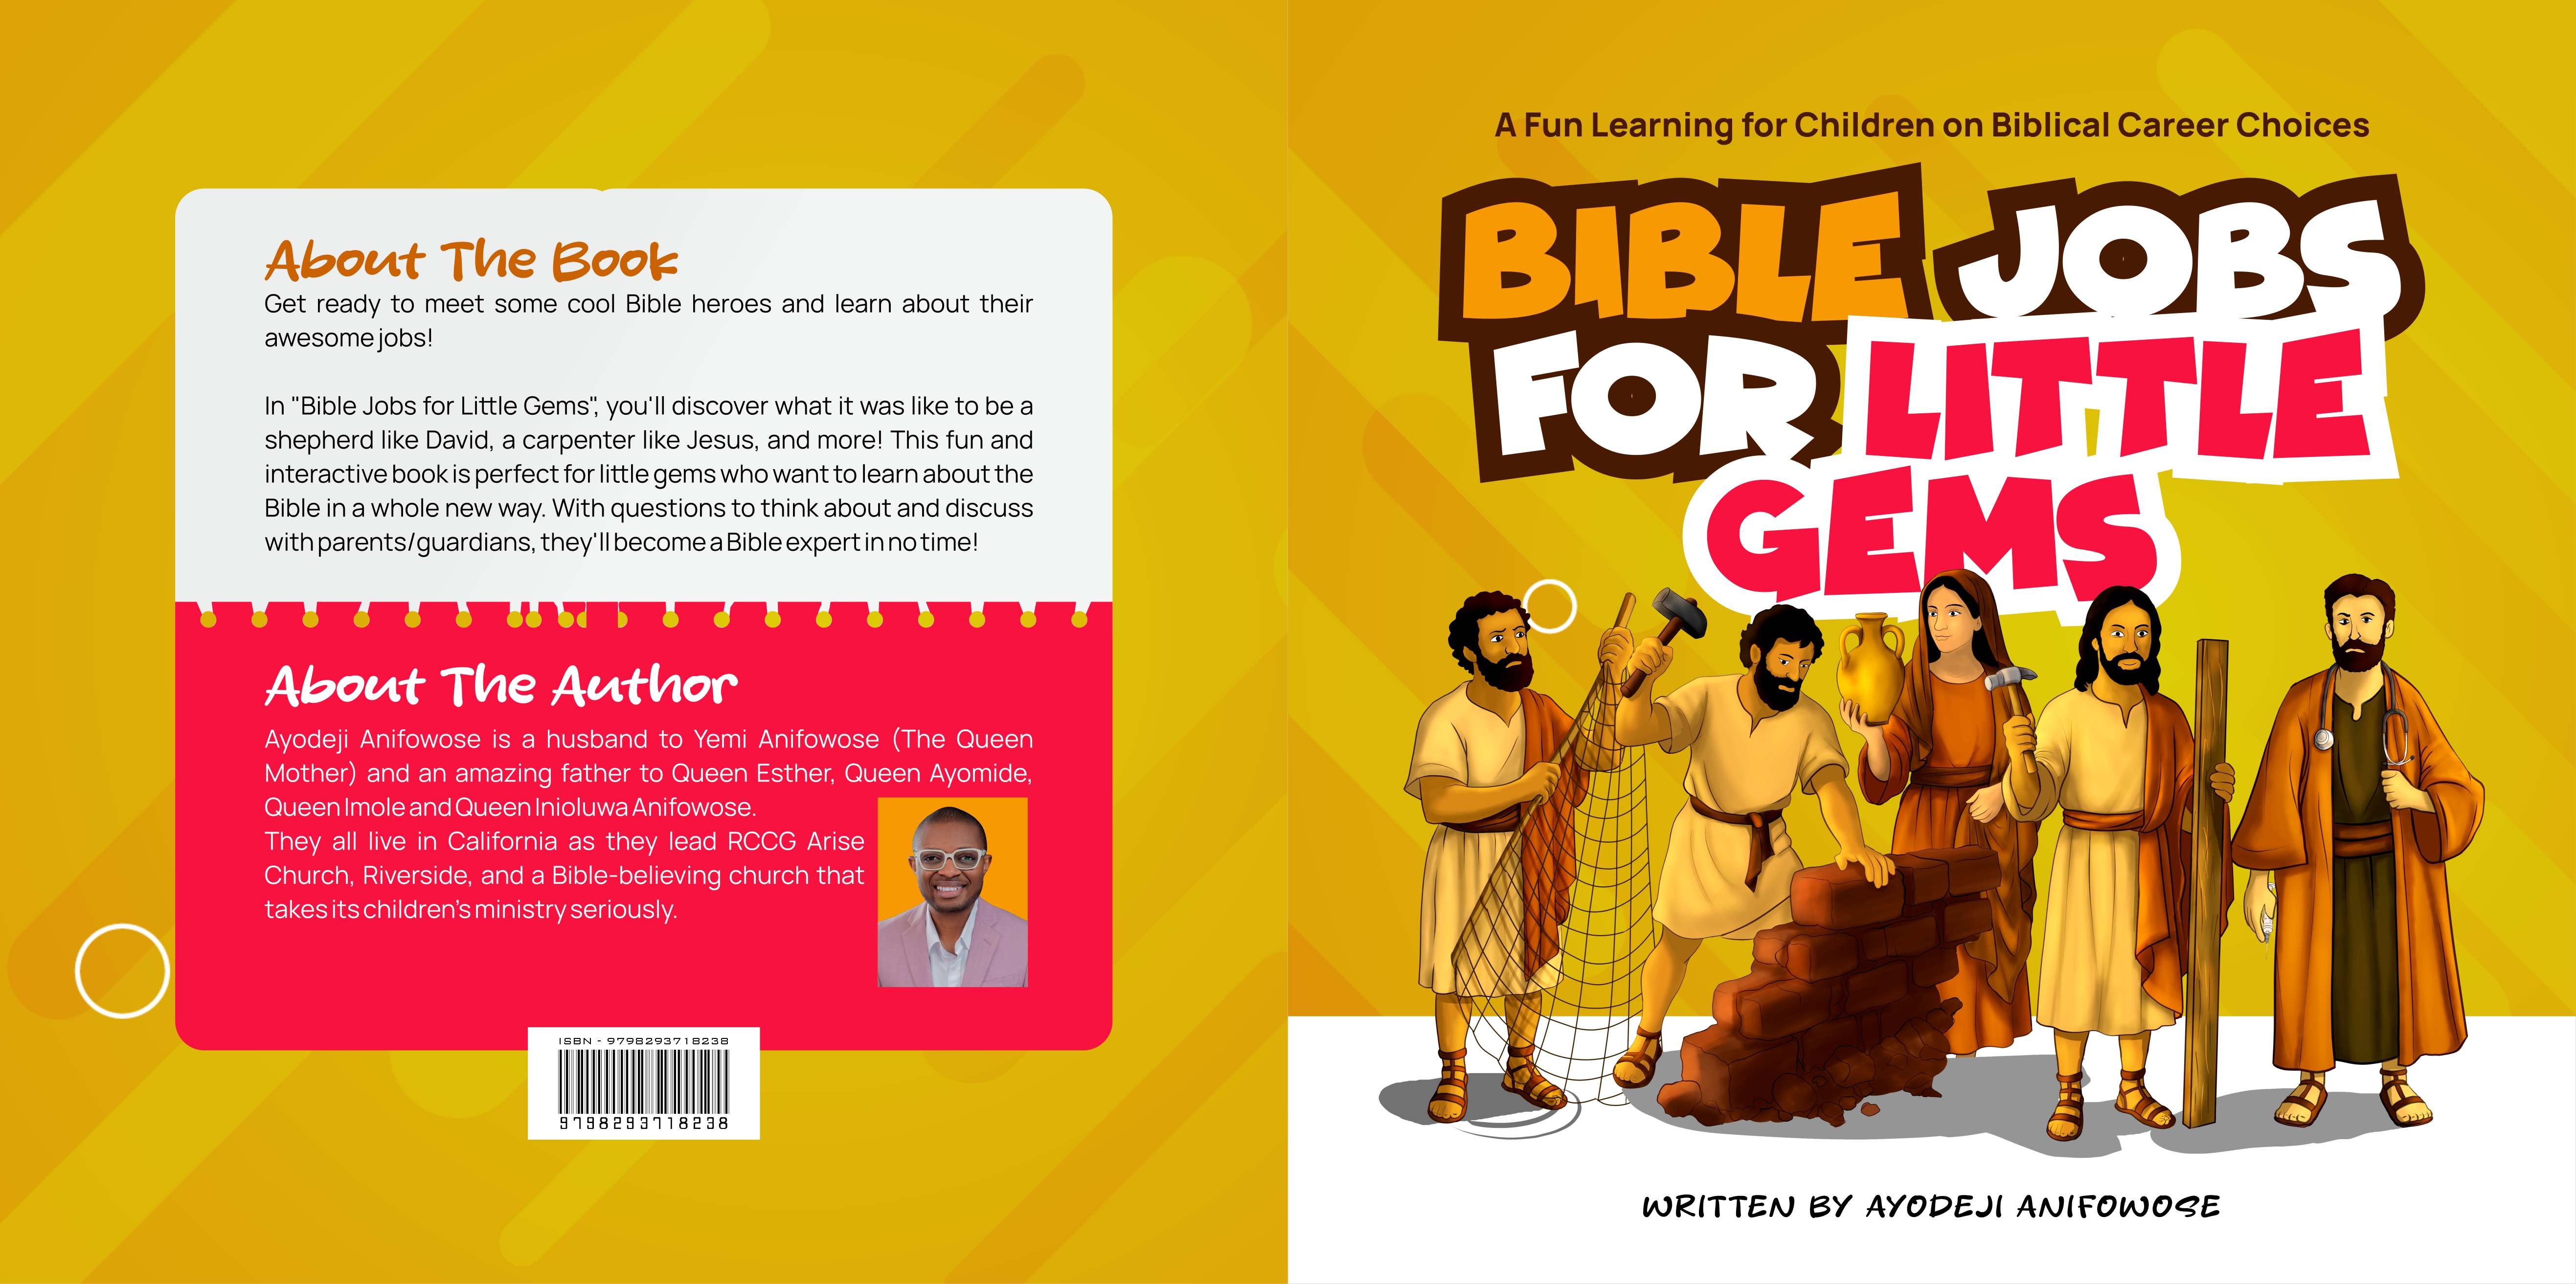 About The Book
Get ready to meet some cool Bible heroes and learn about their
awesome jobs!
In "Bible Jobs for Little Gems", you'll discover what it was like to be a
shepherd like David, a carpenter like Jesus, and more! This fun and
interactive book is perfect for little gems who want to learn about the
Bible in a whole new way. With questions to think about and discuss
with parents/guardians, they'll become a Bible expert in no time!
About The Author
Ayodeji Anifowose is a husband to Yemi Anifowose (The Queen
Mother) and an amazing father to Queen Esther, Queen Ayomide,
Queen Imole and Queen Inioluwa Anifowose.
They all live in California as they lead RCCG Arise
Church, Riverside, and a Bible-believing church that
takes its children's ministry seriously.
ISBN - 9798293718238
9798293718238
A Fun Learning for Children on Biblical Career Choices
BIBLE JOBS
FOR LITTLE
GEMS
WRITTEN BY AYODEJI ANIFOWOSE